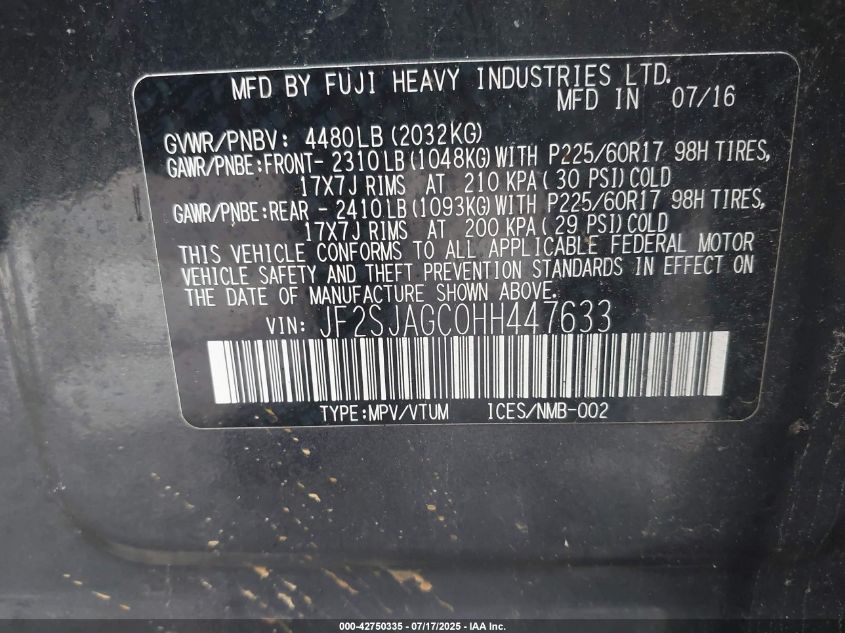 MFD BY FUJI HEAVY INDUSTRIES LTD.
MFD IN 07/16
GVWR/PNBV: 4480LB (2032KG)
GAWR/PNBE:FRONT- 2310LB (1048KG) WITH P225/60R17 98H TIRES,
17X7J RIMS AT 210 KPA ( 30 PSI) COLD
GAWR/PNBE:REAR - 2410LB (1093KG) WITH P225/60R17 98H TIRES,
17X7J RIMS AT 200 KPA ( 29 PSI) COLD
THIS VEHICLE CONFORMS TO ALL APPLICABLE FEDERAL MOTOR
VEHICLE SAFETY AND THEFT PREVENTION STANDARDS IN EFFECT ON
THE DATE OF MANUFACTURE SHOWN ABOVE.
VIN: JF2SJAGC0HH447633
TYPE:MPV/VTUM ICES/NMB-002
000-42750335 - 07/17/2025 - IAA Inc.